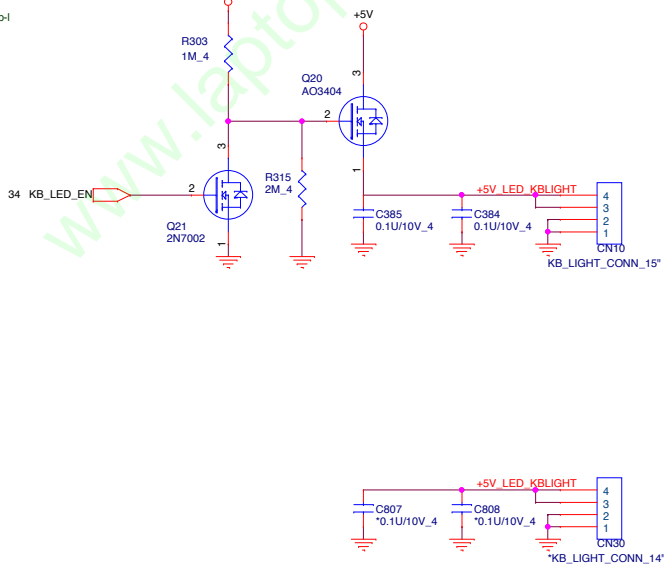 p-l
+5V
R303
1M_4
Q20
AO3404
3
2
3
1
R315
2M_4
34 KB_LED_EN
2
Q21
2N7002
1
+5V_LED_KBLIGHT
C385
0.1U/10V_4
C384
0.1U/10V_4
4
3
2
1
CN10
KB_LIGHT_CONN_15"
www.laptop
+5V_LED_KBLIGHT
C807
*0.1U/10V_4
C808
*0.1U/10V_4
4
3
2
1
CN30
*KB_LIGHT_CONN_14"